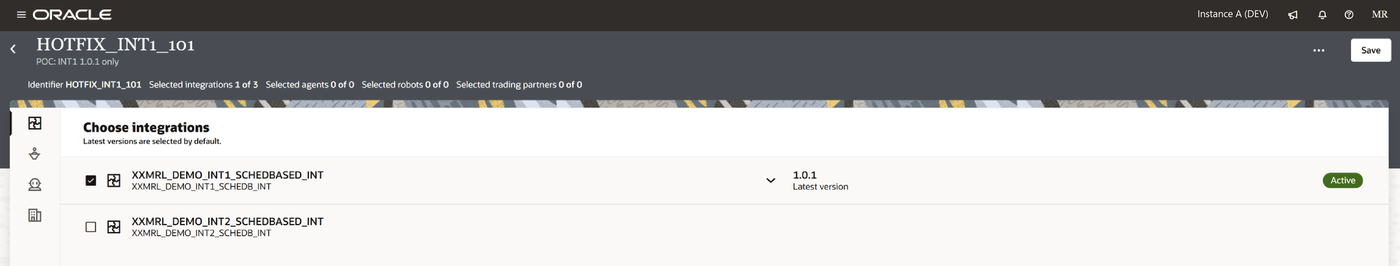 ORACLE Instance A (DEV) MR
HOTFIX_INT1_101
POC: INT1 1.0.1 only
Save
Identifier HOTFIX_INT1_101 Selected integrations 1 of 3 Selected agents 0 of 0 Selected robots 0 of 0 Selected trading partners 0 of 0
Choose integrations
Latest versions are selected by default.
XXMRL_DEMO_INT1_SCHEDBASED_INT 1.0.1
XXMRL_DEMO_INT1_SCHEDB_INT Latest version
Active
XXMRL_DEMO_INT2_SCHEDBASED_INT
XXMRL_DEMO_INT2_SCHEDB_INT